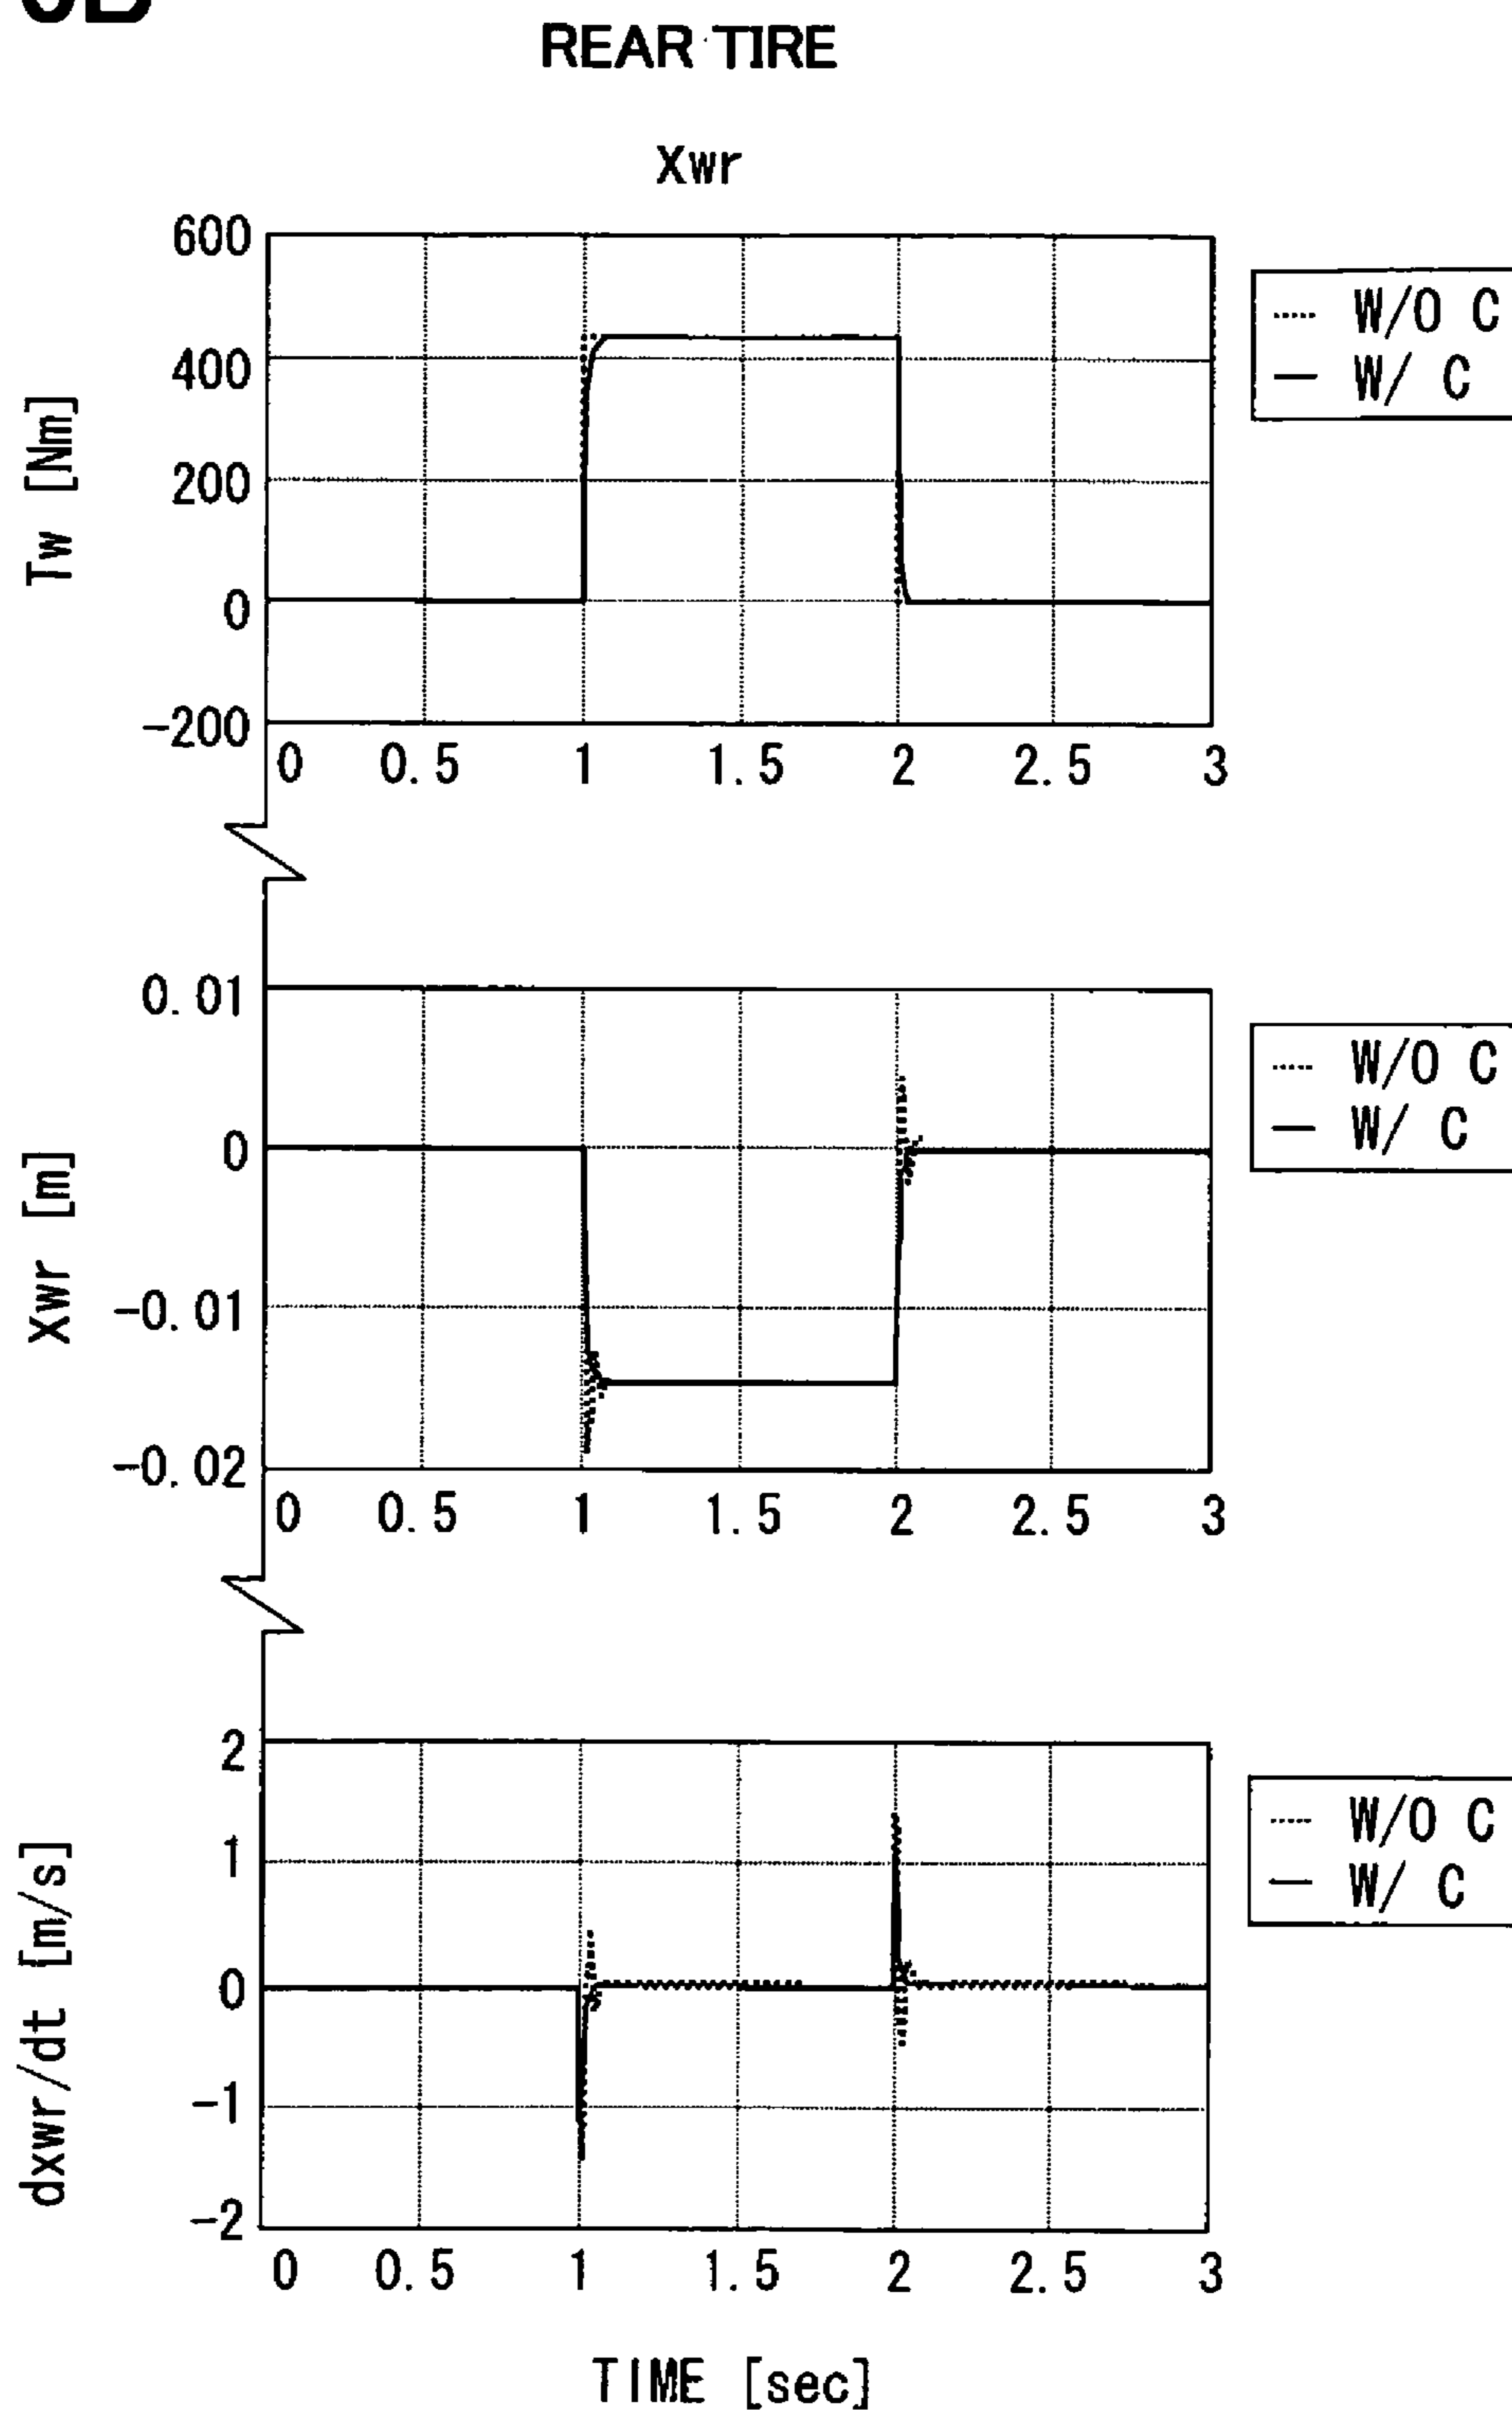 REAR TIRE
Xwr
Tw [Nm]
600
400
200
0
-200
0 0.5 1 1.5 2 2.5 3
W/O C
W/ C
Xwr [m]
0.01
0
-0.01
-0.02
0 0.5 1 1.5 2 2.5 3
W/O C
W/ C
dxwr/dt [m/s]
2
1
0
-1
-2
0 0.5 1 1.5 2 2.5 3
W/O C
W/ C
TIME [sec]